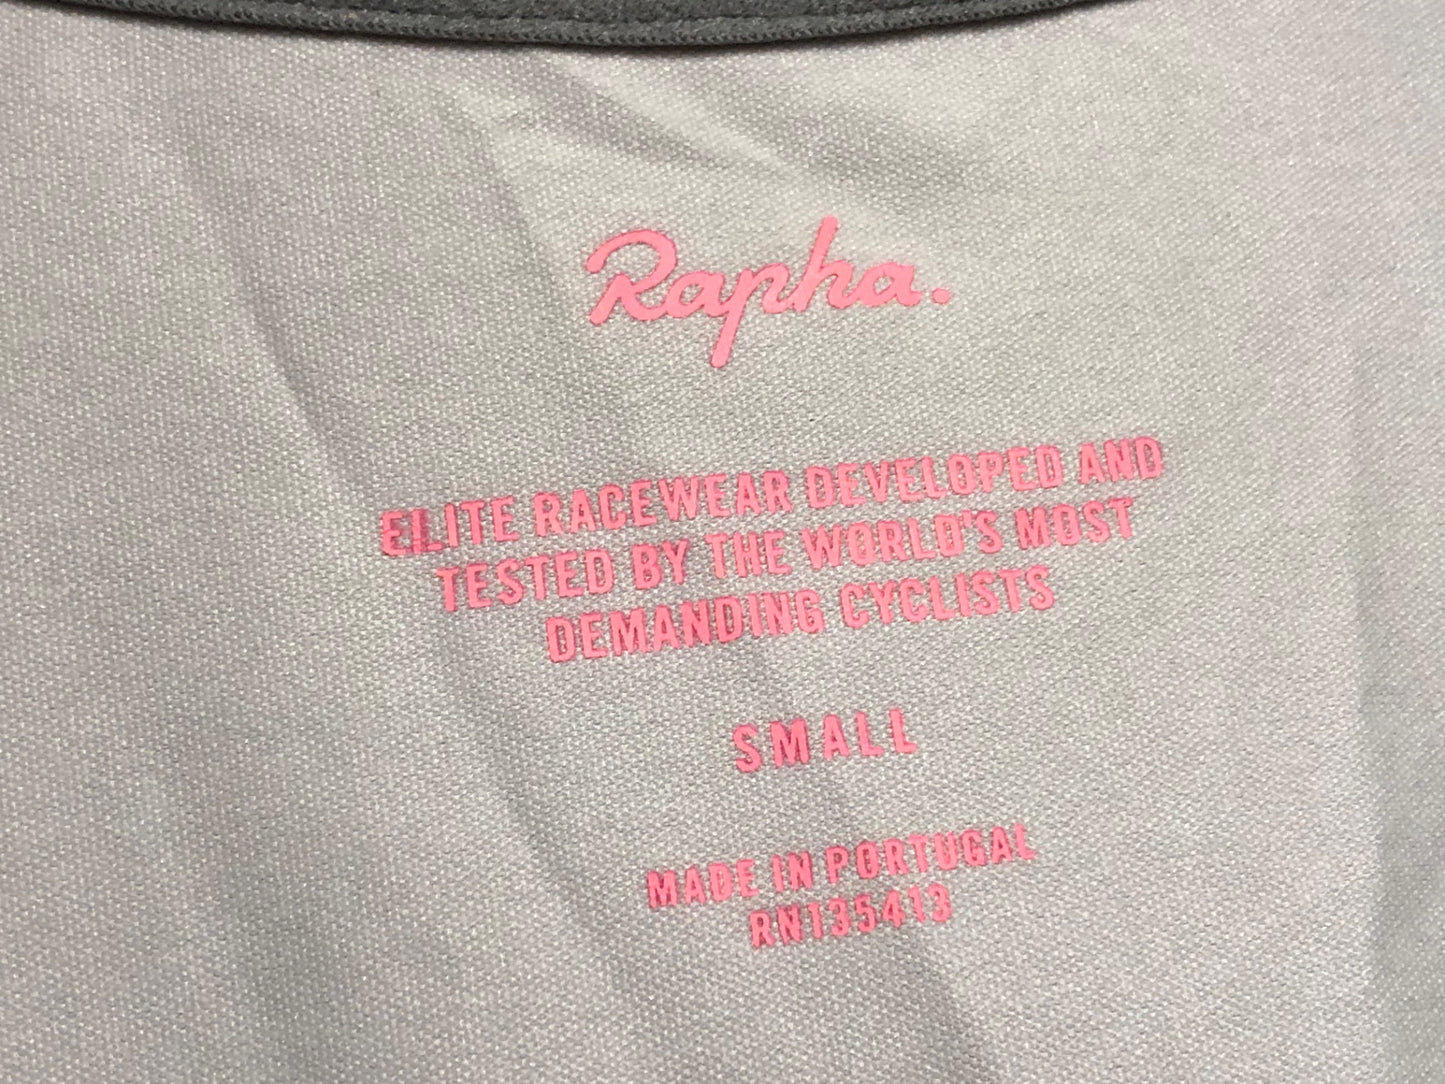 Rapha.
ELITE RACEWEAR DEVELOPED AND
TESTED BY THE WORLD'S MOST
DEMANDING CYCLISTS
SMALL
MADE IN PORTUGAL
RN135413